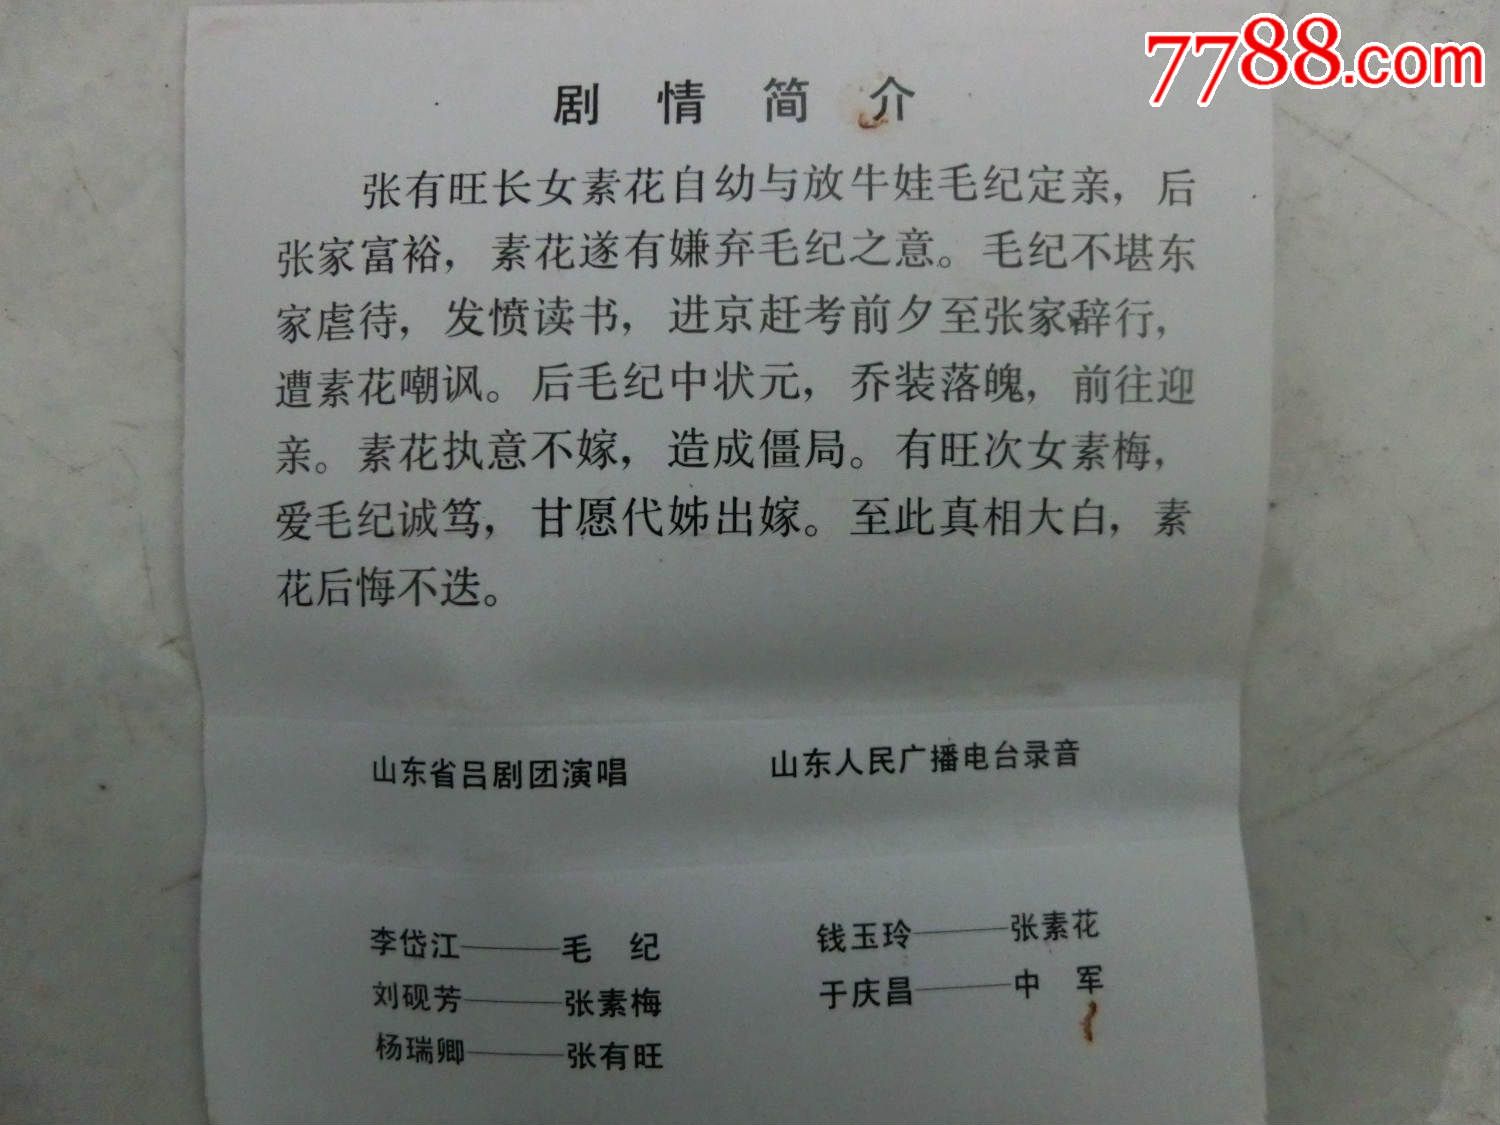 7788.com
剧情简介
张有旺长女素花自幼与放牛娃毛纪定亲，后
张家富裕，素花遂有嫌弃毛纪之意。毛纪不堪东
家虐待，发愤读书，进京赶考前夕至张家辞行，
遭素花嘲讽。后毛纪中状元，乔装落魄，前往迎
亲。素花执意不嫁，造成僵局。有旺次女素梅，
爱毛纪诚笃，甘愿代姊出嫁。至此真相大白，素
花后悔不迭。
山东省吕剧团演唱 山东人民广播电台录音
李岱江——毛 纪 钱玉玲——张素花
刘砚芳——张素梅 于庆昌——中 军
杨瑞卿——张有旺